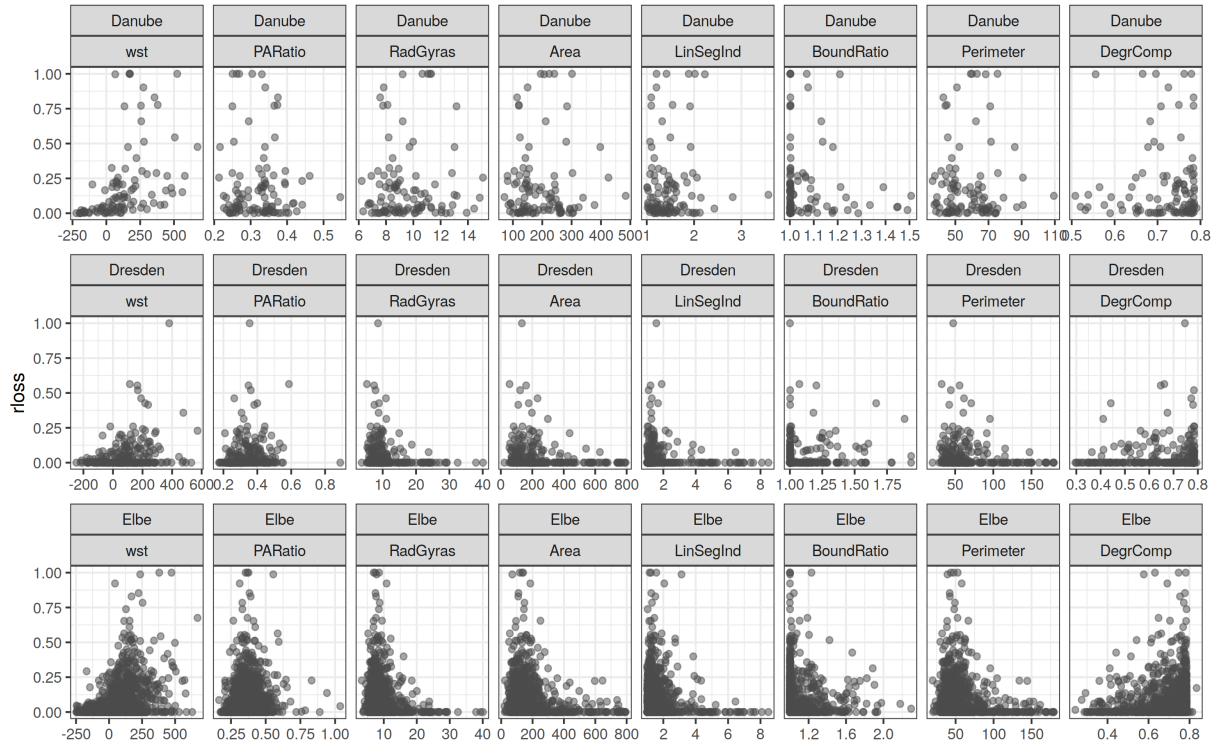 Danube Danube Danube Danube Danube Danube Danube Danube
wst PARatio RadGyras Area LinSegInd BoundRatio Perimeter DegrComp
1.00
0.75
0.50
0.25
0.00
-250 0 250 500 0.2 0.3 0.4 0.5 6 8 10 12 14 100 200 300 400 500 1 2 3 1.0 1.1 1.2 1.3 1.4 1.5 50 70 90 110 0.5 0.6 0.7 0.8
Dresden Dresden Dresden Dresden Dresden Dresden Dresden Dresden
wst PARatio RadGyras Area LinSegInd BoundRatio Perimeter DegrComp
rloss
1.00
0.75
0.50
0.25
0.00
-200 0 200 400 600 0.2 0.4 0.6 0.8 10 20 30 40 0 200 400 600 800 2 4 6 8 1.00 1.25 1.50 1.75 50 100 150 0.3 0.4 0.5 0.6 0.7 0.8
Elbe Elbe Elbe Elbe Elbe Elbe Elbe Elbe
wst PARatio RadGyras Area LinSegInd BoundRatio Perimeter DegrComp
1.00
0.75
0.50
0.25
0.00
-250 0 250 500 0.25 0.50 0.75 1.00 10 20 30 40 0 200 400 600 800 2 4 6 8 1.2 1.6 2.0 50 100 150 0.2 0.4 0.6 0.8